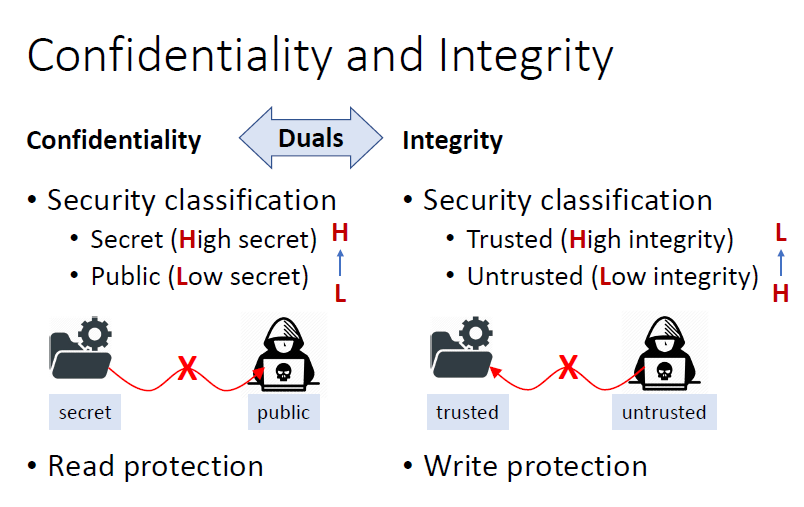 Confidentiality and Integrity
Confidentiality
Duals
Integrity
• Security classification
• Secret (High secret)
• Public (Low secret)
H
L
secret
X
public
• Read protection
• Security classification
• Trusted (High integrity)
• Untrusted (Low integrity)
L
H
trusted
X
untrusted
• Write protection